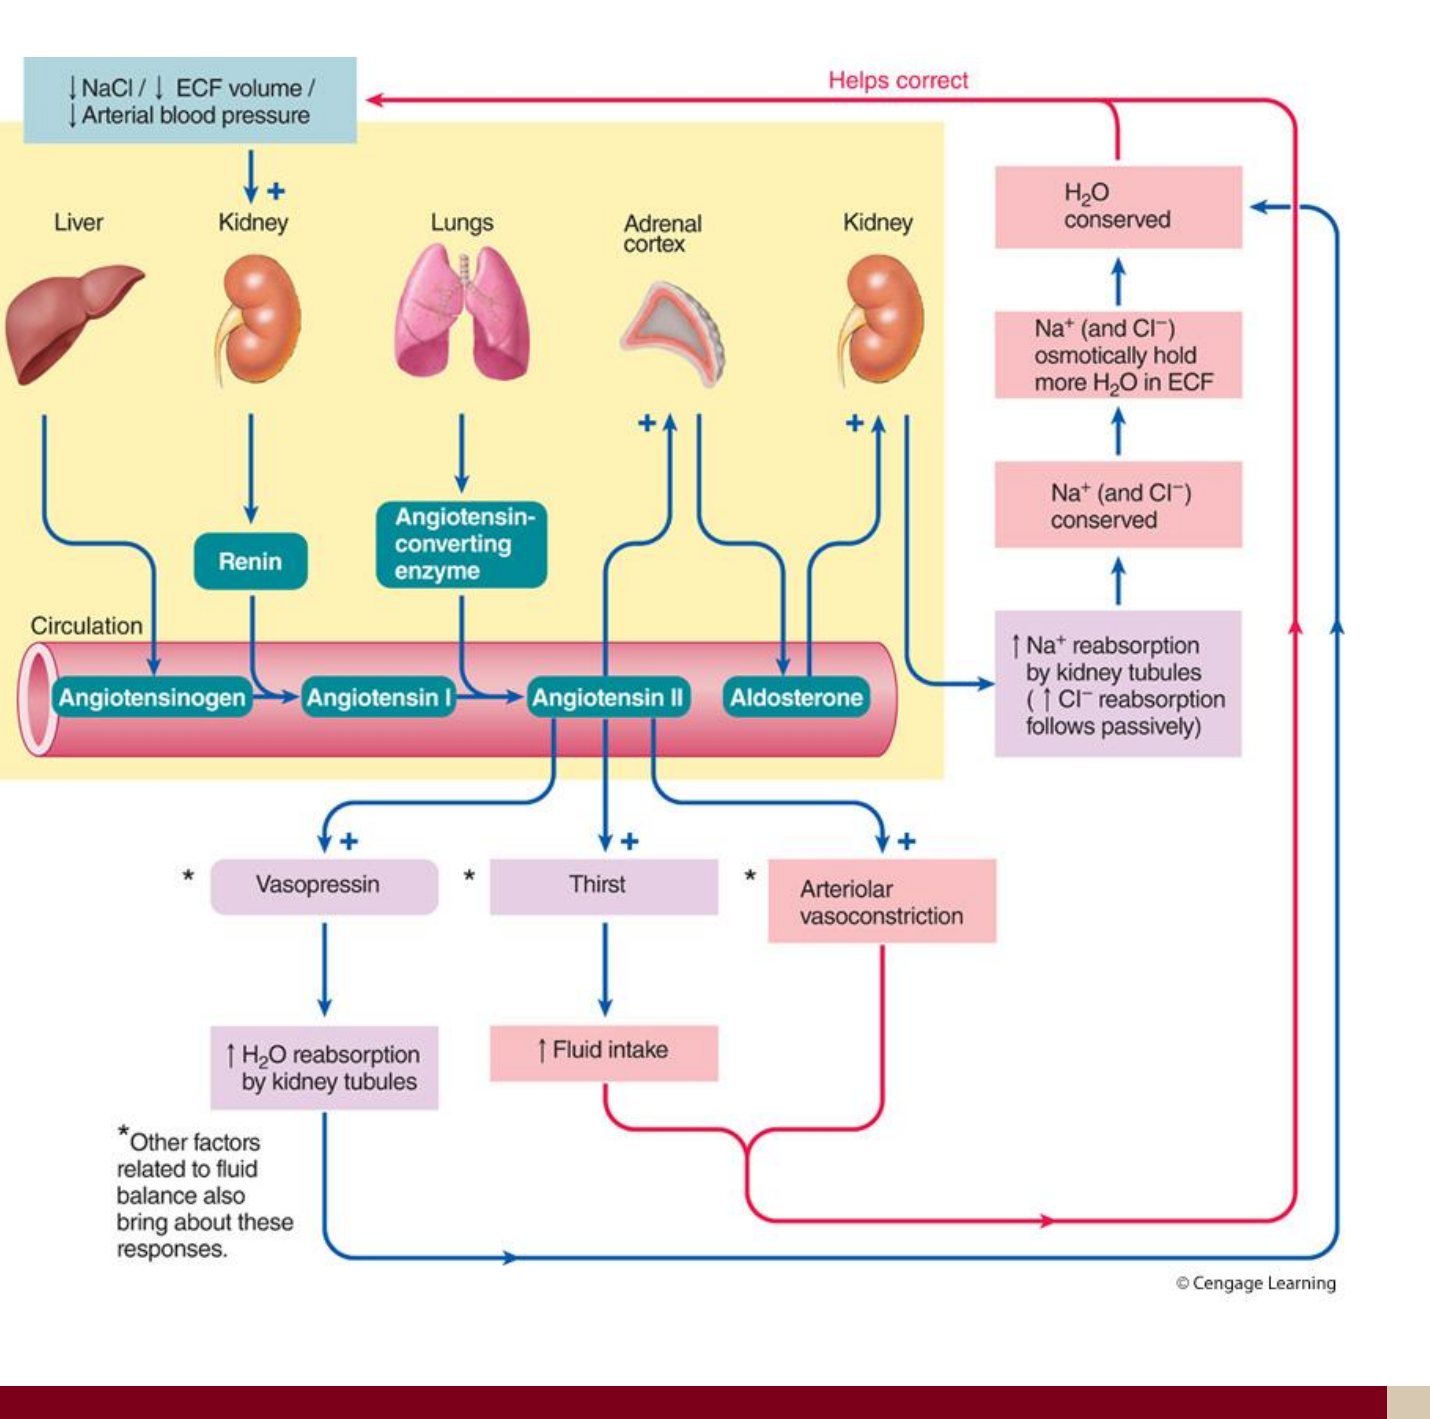 Helps correct
↓NaCl / ↓ ECF volume /
↓Arterial blood pressure
+
Liver
Kidney
Lungs
Adrenal
cortex
Kidney
H₂O
conserved
Na⁺ (and Cl⁻)
osmotically hold
more H₂O in ECF
+
+
Na⁺ (and Cl⁻)
conserved
Angiotensin-
converting
enzyme
Renin
Circulation
Angiotensinogen
Angiotensin I
Angiotensin II
Aldosterone
↑Na⁺ reabsorption
by kidney tubules
(↑Cl⁻ reabsorption
follows passively)
+
+
+
*
Vasopressin
*
Thirst
*
Arteriolar
vasoconstriction
↑H₂O reabsorption
by kidney tubules
↑Fluid intake
*Other factors
related to fluid
balance also
bring about these
responses.
© Cengage Learning